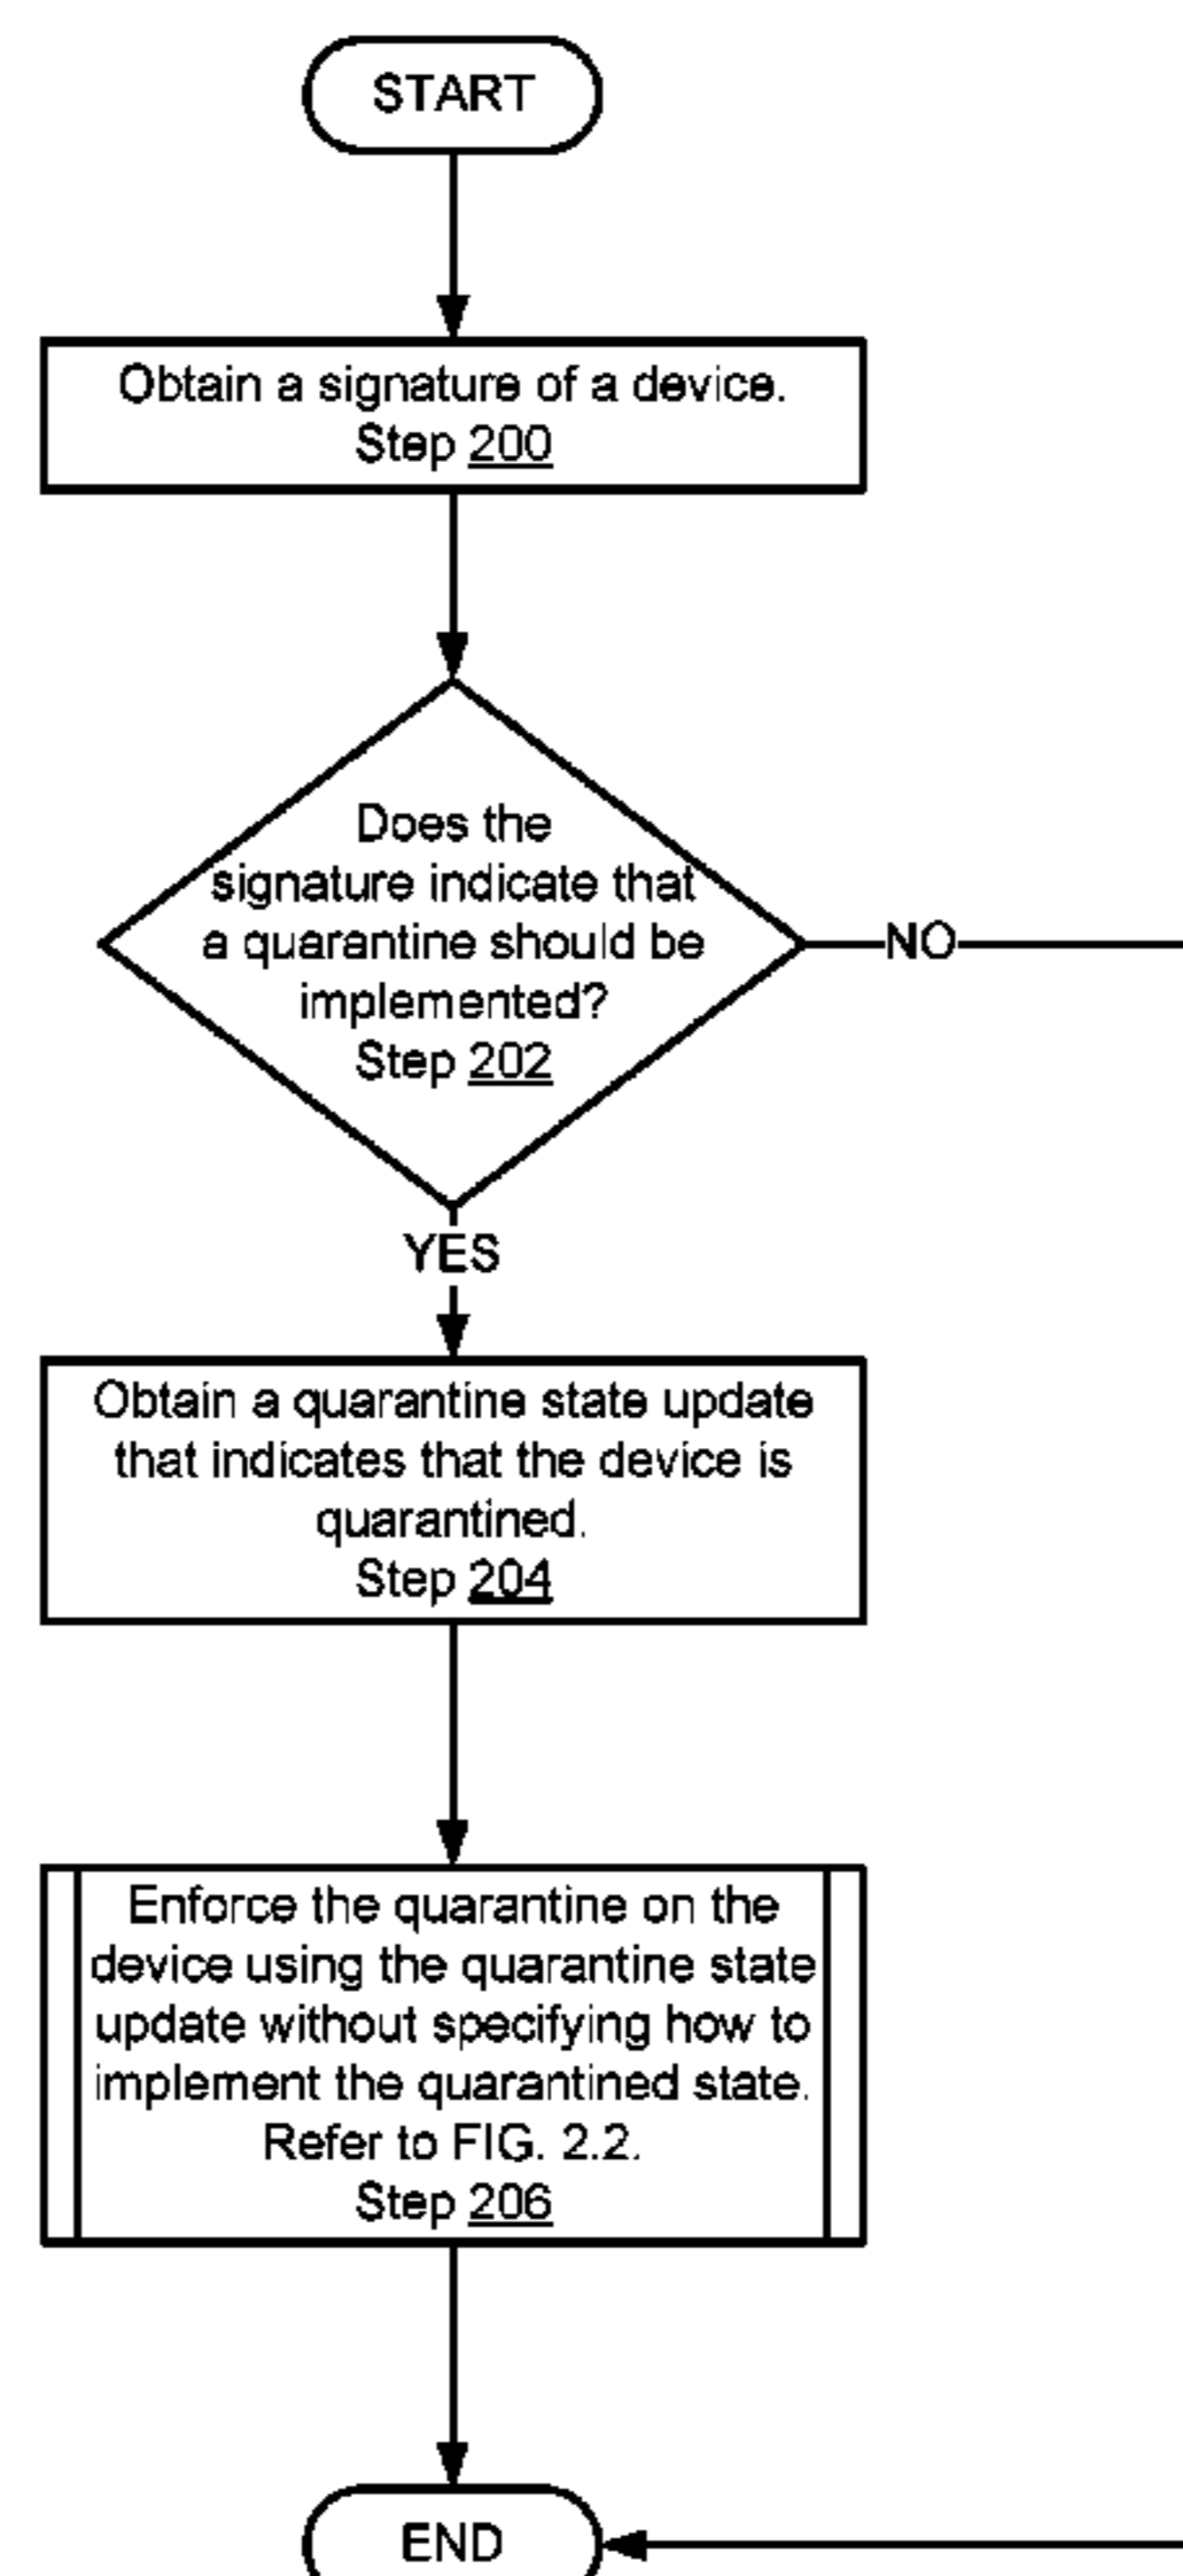 START
Obtain a signature of a device.
Step 200
Does the
signature indicate that
a quarantine should be
implemented?
Step 202
NO
YES
Obtain a quarantine state update
that indicates that the device is
quarantined.
Step 204
Enforce the quarantine on the
device using the quarantine state
update without specifying how to
implement the quarantined state.
Refer to FIG. 2.2.
Step 206
END